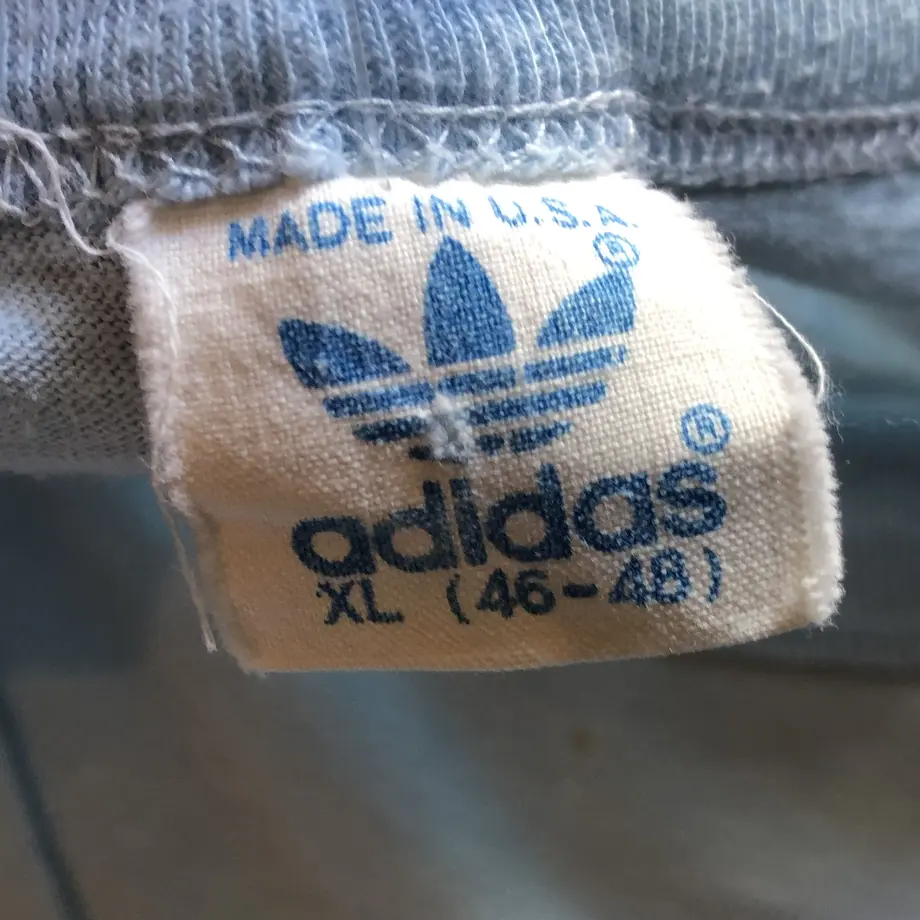 MADE IN U.S.A.
®
®
adidas
XL (46-48)